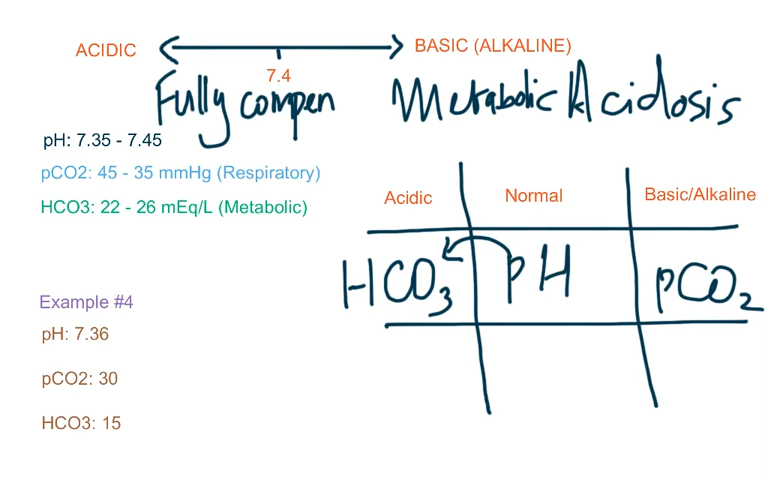 ACIDIC BASIC (ALKALINE)
7.4
Fully compen Metabolic Acidosis
pH: 7.35 - 7.45
pCO2: 45 - 35 mmHg (Respiratory)
HCO3: 22 - 26 mEq/L (Metabolic)
Acidic Normal Basic/Alkaline
HCO3 pH pCO2
Example #4
pH: 7.36
pCO2: 30
HCO3: 15